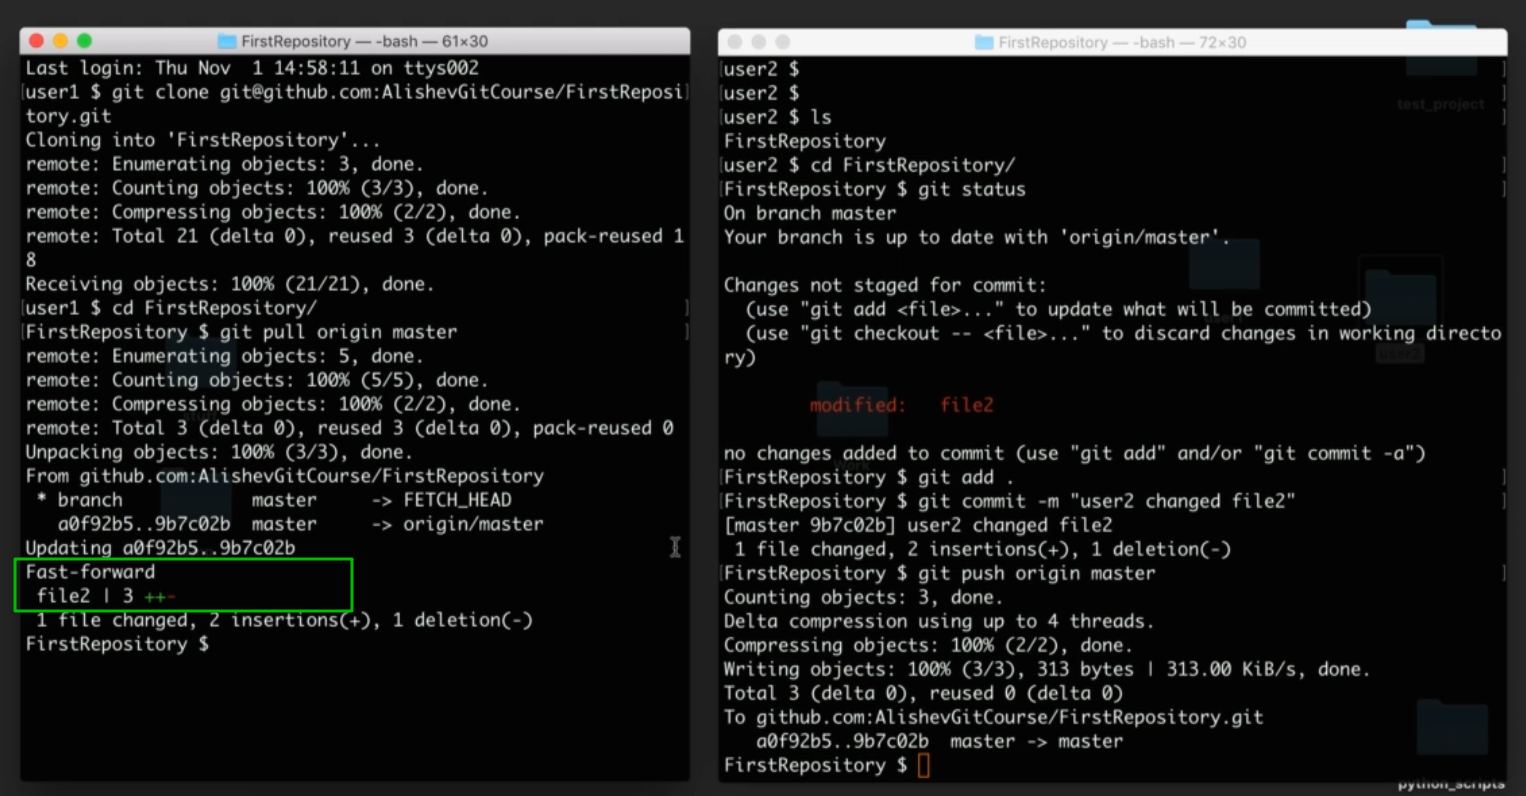 FirstRepository — -bash — 61×30
Last login: Thu Nov  1 14:58:11 on ttys002
[user1 $ git clone git@github.com:AlishevGitCourse/FirstReposi]
tory.git
Cloning into 'FirstRepository'...
remote: Enumerating objects: 3, done.
remote: Counting objects: 100% (3/3), done.
remote: Compressing objects: 100% (2/2), done.
remote: Total 21 (delta 0), reused 3 (delta 0), pack-reused 1
8
Receiving objects: 100% (21/21), done.
[user1 $ cd FirstRepository/ ]
[FirstRepository $ git pull origin master ]
remote: Enumerating objects: 5, done.
remote: Counting objects: 100% (5/5), done.
remote: Compressing objects: 100% (2/2), done.
remote: Total 3 (delta 0), reused 3 (delta 0), pack-reused 0
Unpacking objects: 100% (3/3), done.
From github.com:AlishevGitCourse/FirstRepository
 * branch            master     -> FETCH_HEAD
   a0f92b5..9b7c02b  master     -> origin/master
Updating a0f92b5..9b7c02b
Fast-forward
 file2 | 3 ++-
 1 file changed, 2 insertions(+), 1 deletion(-)
FirstRepository $
FirstRepository — -bash — 72×30
[user2 $ ]
[user2 $ ]
[user2 $ ls ]
FirstRepository
[user2 $ cd FirstRepository/ ]
[FirstRepository $ git status ]
On branch master
Your branch is up to date with 'origin/master'.
Changes not staged for commit:
  (use "git add <file>..." to update what will be committed)
  (use "git checkout -- <file>..." to discard changes in working directo
ry)
        modified:   file2
no changes added to commit (use "git add" and/or "git commit -a")
[FirstRepository $ git add . ]
[FirstRepository $ git commit -m "user2 changed file2" ]
[master 9b7c02b] user2 changed file2
 1 file changed, 2 insertions(+), 1 deletion(-)
[FirstRepository $ git push origin master ]
Counting objects: 3, done.
Delta compression using up to 4 threads.
Compressing objects: 100% (2/2), done.
Writing objects: 100% (3/3), 313 bytes | 313.00 KiB/s, done.
Total 3 (delta 0), reused 0 (delta 0)
To github.com:AlishevGitCourse/FirstRepository.git
   a0f92b5..9b7c02b  master -> master
FirstRepository $
test_project
user2
Work
python_scripts